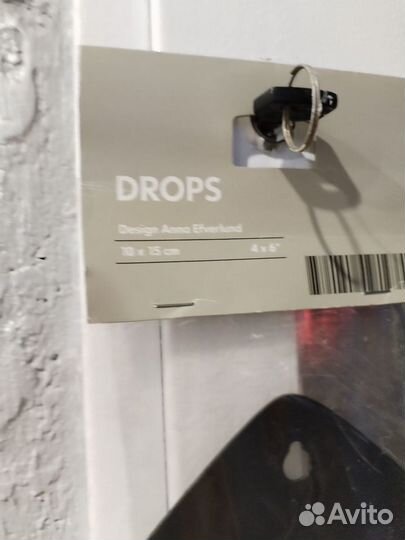 DROPS
Design Anna Efverlund
10 x 15 cm 4 x 6"
Avito